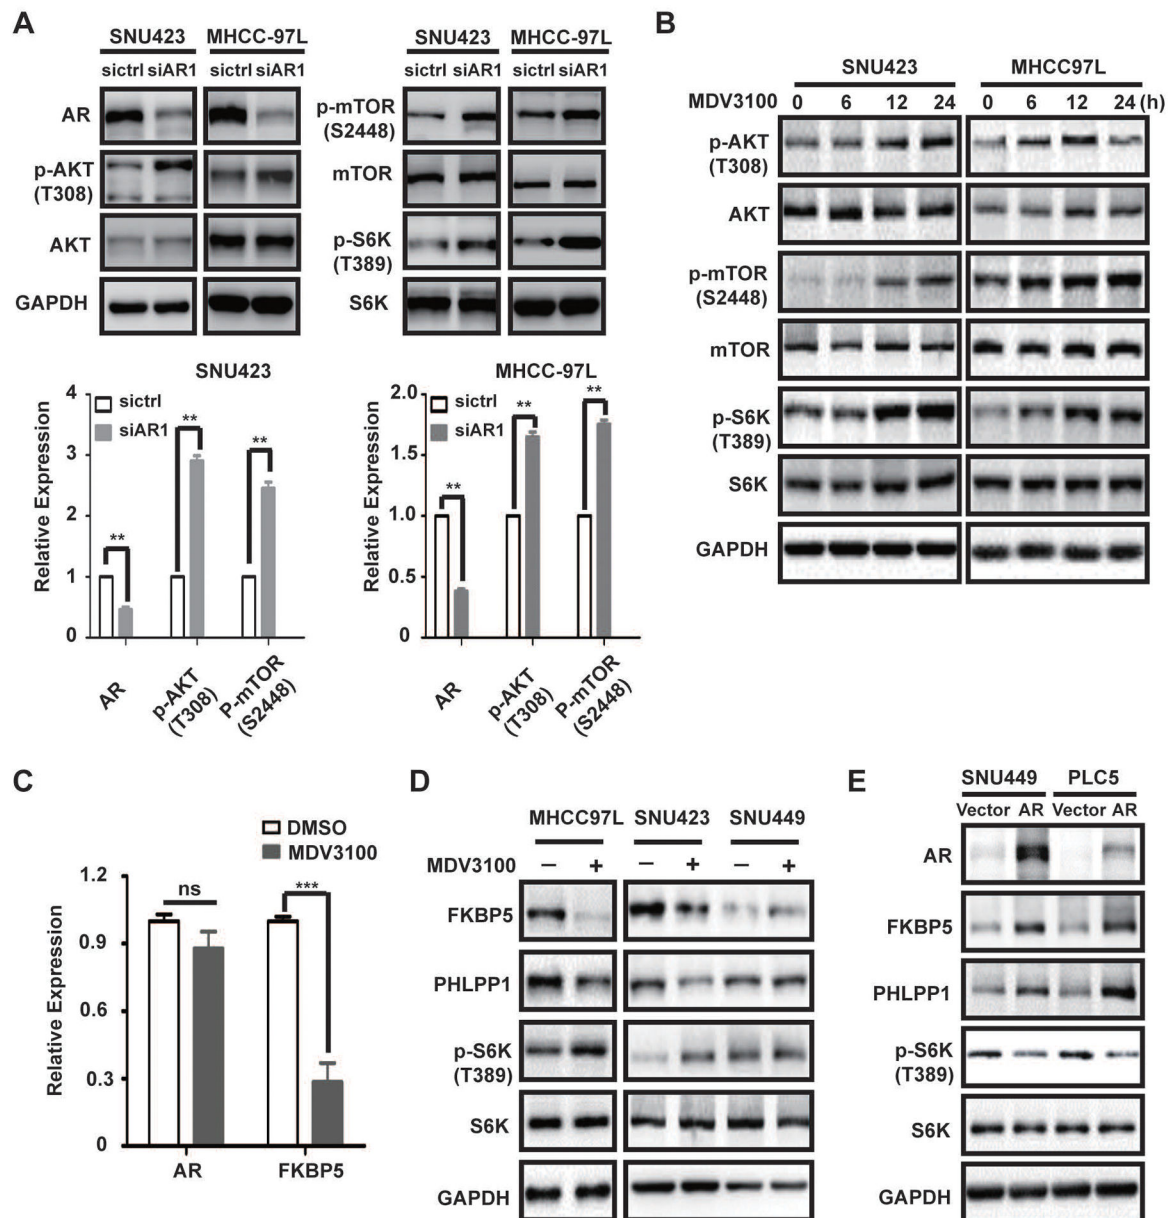 A
SNU423 MHCC-97L
sictrl siAR1 sictrl siAR1
AR
p-AKT
(T308)
AKT
GAPDH
SNU423 MHCC-97L
sictrl siAR1 sictrl siAR1
p-mTOR
(S2448)
mTOR
p-S6K
(T389)
S6K
SNU423
Relative Expression
4
3
2
1
0
sictrl
siAR1
**
**
**
AR
p-AKT
(T308)
P-mTOR
(S2448)
MHCC-97L
Relative Expression
2.0
1.5
1.0
0.5
0
sictrl
siAR1
**
**
**
AR
p-AKT
(T308)
P-mTOR
(S2448)
B
SNU423 MHCC97L
MDV3100 0 6 12 24 0 6 12 24 (h)
p-AKT
(T308)
AKT
p-mTOR
(S2448)
mTOR
p-S6K
(T389)
S6K
GAPDH
C
DMSO
MDV3100
Relative Expression
1.2
0.9
0.6
0.3
0
ns
***
AR FKBP5
D
MHCC97L SNU423 SNU449
MDV3100 − + − + − +
FKBP5
PHLPP1
p-S6K
(T389)
S6K
GAPDH
E
SNU449 PLC5
Vector AR Vector AR
AR
FKBP5
PHLPP1
p-S6K
(T389)
S6K
GAPDH